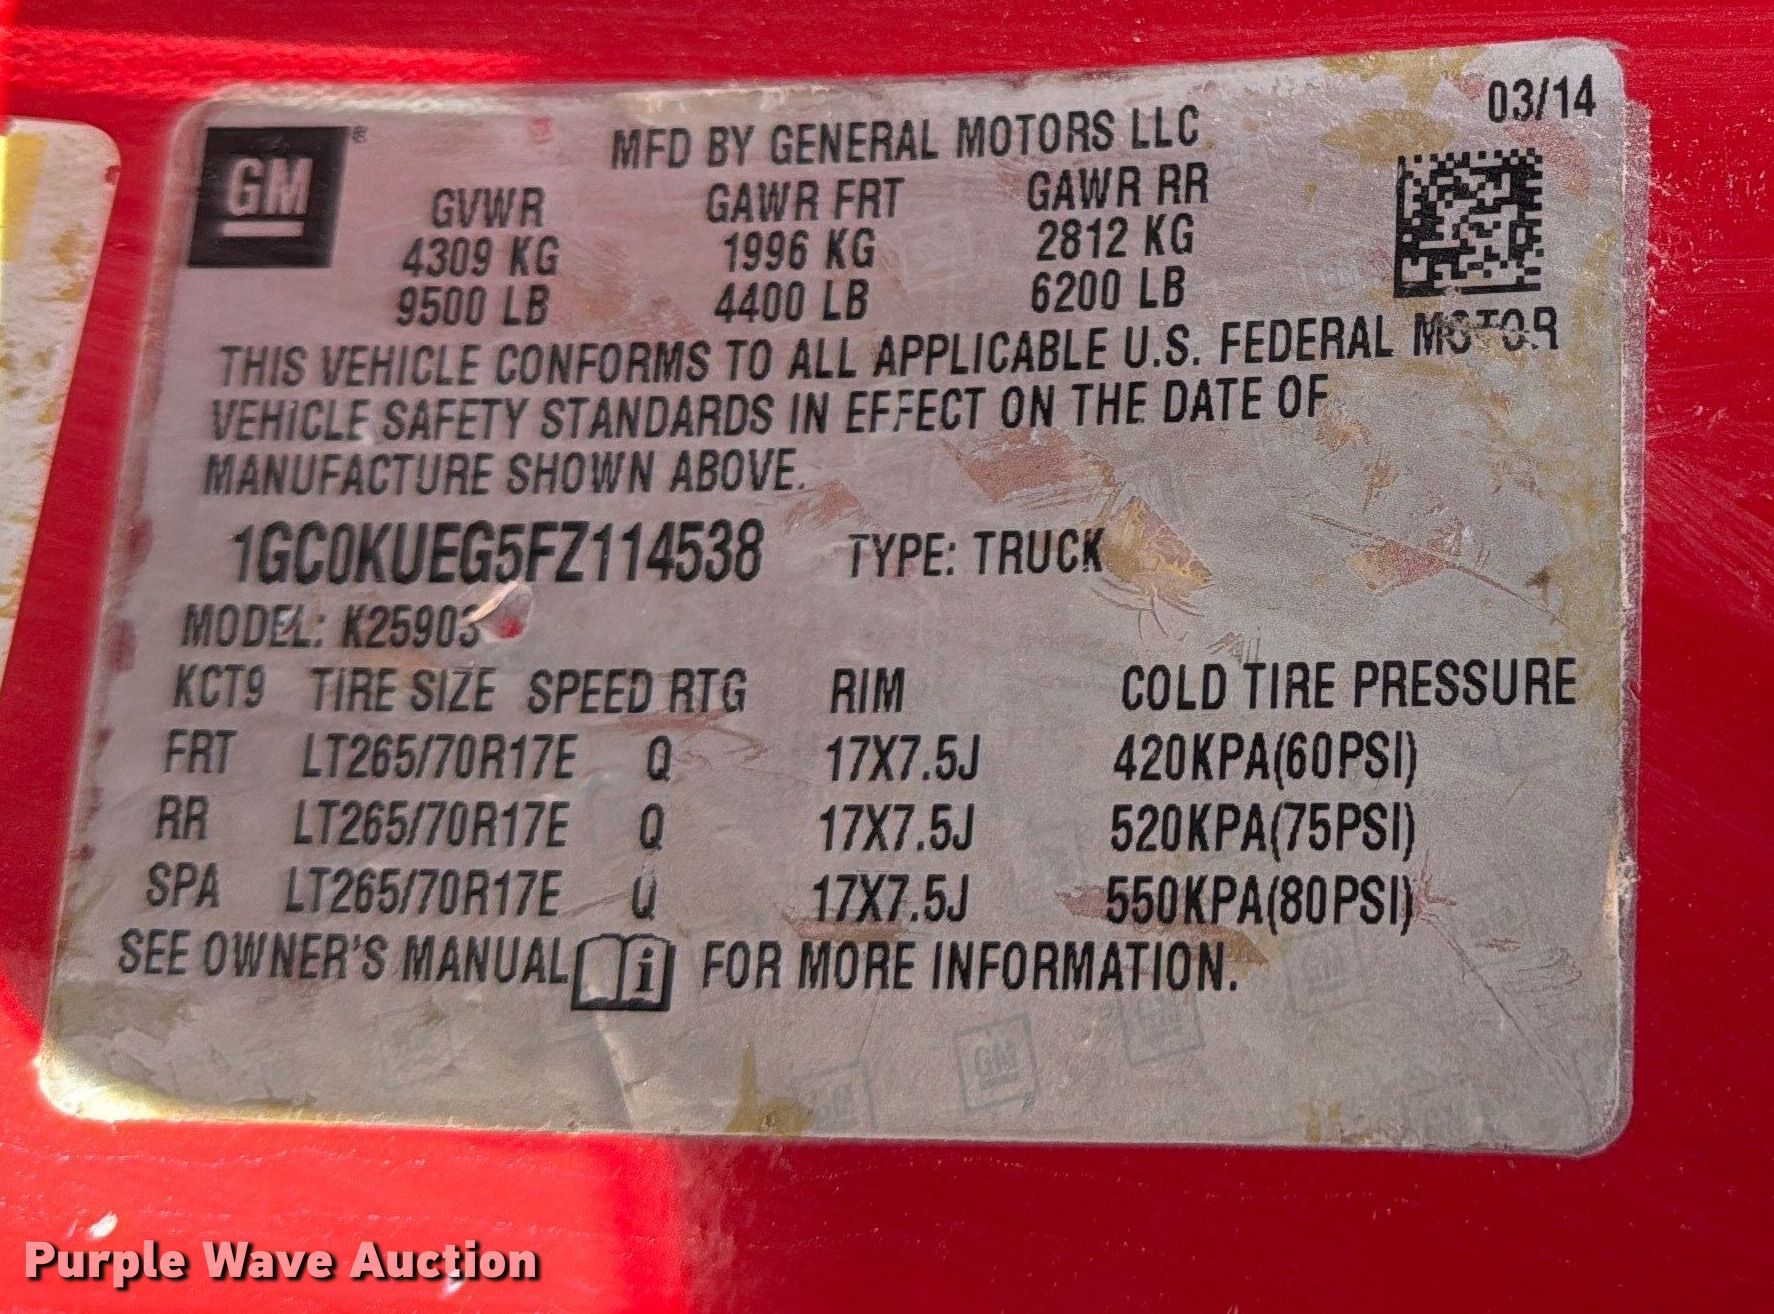 03/14
GM® MFD BY GENERAL MOTORS LLC
GVWR GAWR FRT GAWR RR
4309 KG 1996 KG 2812 KG
9500 LB 4400 LB 6200 LB
THIS VEHICLE CONFORMS TO ALL APPLICABLE U.S. FEDERAL MOTOR
VEHICLE SAFETY STANDARDS IN EFFECT ON THE DATE OF
MANUFACTURE SHOWN ABOVE.
1GC0KUEG5FZ114538 TYPE: TRUCK
MODEL: K25903
KCT9 TIRE SIZE SPEED RTG RIM COLD TIRE PRESSURE
FRT LT265/70R17E Q 17X7.5J 420KPA(60PSI)
RR LT265/70R17E Q 17X7.5J 520KPA(75PSI)
SPA LT265/70R17E Q 17X7.5J 550KPA(80PSI)
SEE OWNER'S MANUAL i FOR MORE INFORMATION.
GM
Purple Wave Auction